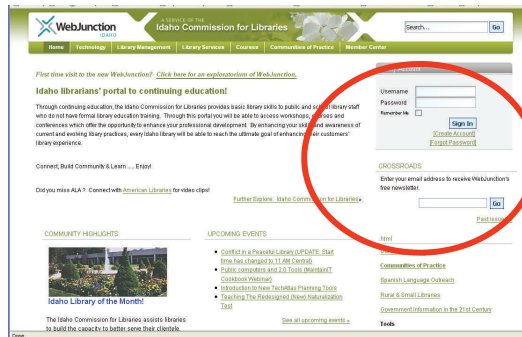 WebJunction
IDAHO
A SERVICE OF THE
Idaho Commission for Libraries
Search...
Go
Home
Technology
Library Management
Library Services
Courses
Communities of Practice
Member Center
First time visit to the new WebJunction? Click here for an exploratorium of WebJunction.
Idaho librarians' portal to continuing education!
Through continuing education, the Idaho Commission for Libraries provides basic library skills to public and school library staff
who do not have formal library education training. Through this portal you will be able to access workshops, courses and
conferences which offer the opportunity to enhance your professional development. By enhancing your skills and awareness of
current and evolving libary practices, every Idaho library will be able to reach the ultimate goal of enhancing their customers'
library experience.
Connect, Build Community & Learn ..... Enjoy!
Did you miss ALA? Connect with American Libraries for video clips!
Further Explore: Idaho Commission for Libraries»
Account
Username
Password
Remember Me
Sign In
[Create Account]
[Forgot Password]
CROSSROADS
Enter your email address to receive WebJunction's
free newsletter.
Go
Past Issues
COMMUNITY HIGHLIGHTS
Idaho Library of the Month!
The Idaho Commission for Libraries assists libraries
to build the capacity to better serve their clientele
UPCOMING EVENTS
Conflict in a Peaceful Library (UPDATE: Start
time has changed to 11 AM Central)
Public computers and 2.0 Tools (MaintainIT
Cookbook Webinar)
Introduction to New TechAtlas Planning Tools
Teaching The Redesigned (New) Naturalization
Test
See all upcoming events »
html
Communities of Practice
Spanish Language Outreach
Rural & Small Libraries
Government Information in the 21st Century
Tools
Done